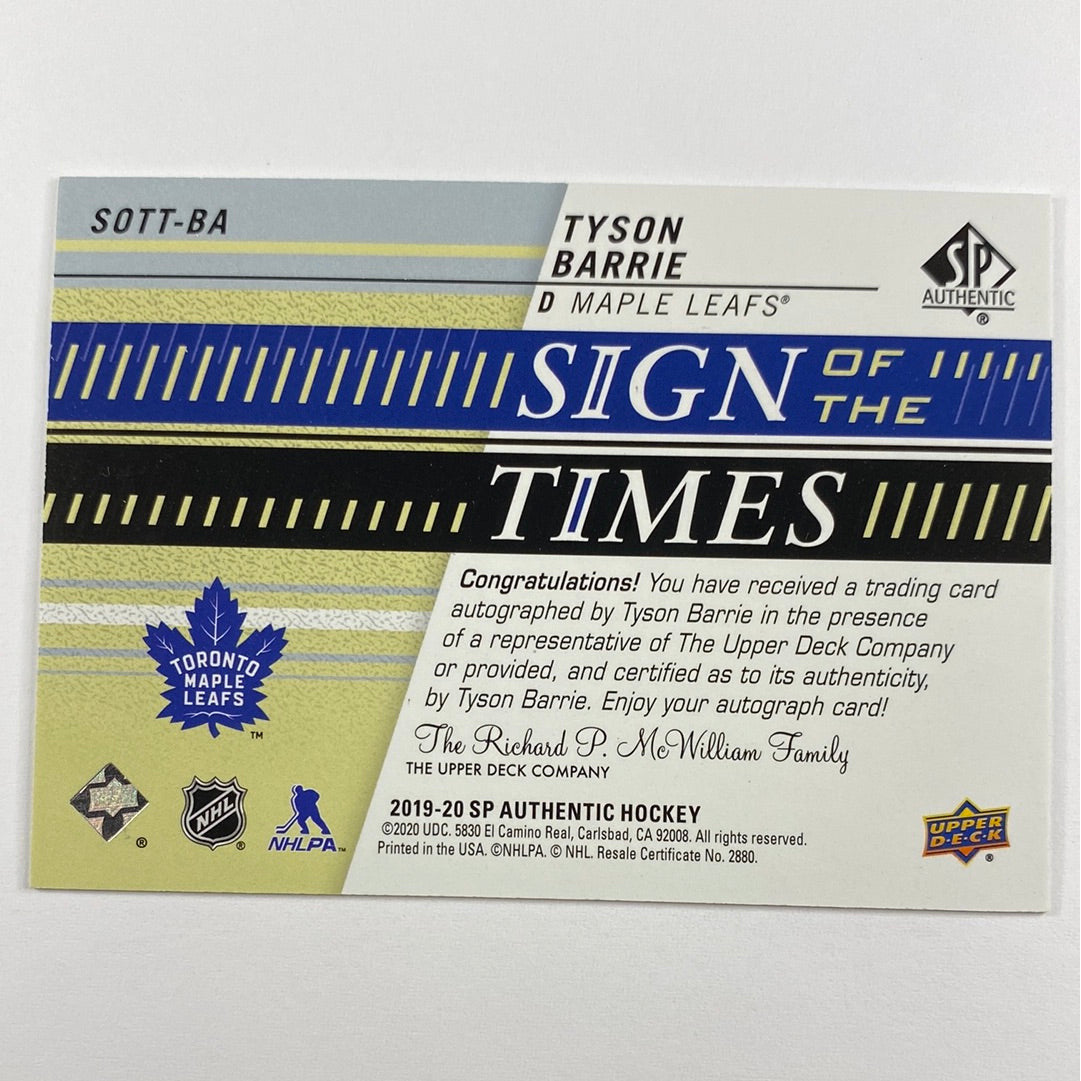 SOTT-BA
TYSON
BARRIE
D MAPLE LEAFS®
SP
AUTHENTIC
®
SIGN OF THE
TIMES
Congratulations! You have received a trading card
autographed by Tyson Barrie in the presence
of a representative of The Upper Deck Company
or provided, and certified as to its authenticity,
by Tyson Barrie. Enjoy your autograph card!
The Richard P. McWilliam Family
THE UPPER DECK COMPANY
TORONTO
MAPLE
LEAFS
™
®
NHL
®
NHLPA™
2019-20 SP AUTHENTIC HOCKEY
©2020 UDC. 5830 El Camino Real, Carlsbad, CA 92008. All rights reserved.
Printed in the USA. ©NHLPA. © NHL. Resale Certificate No. 2880.
UPPER
D·E·C·K
®